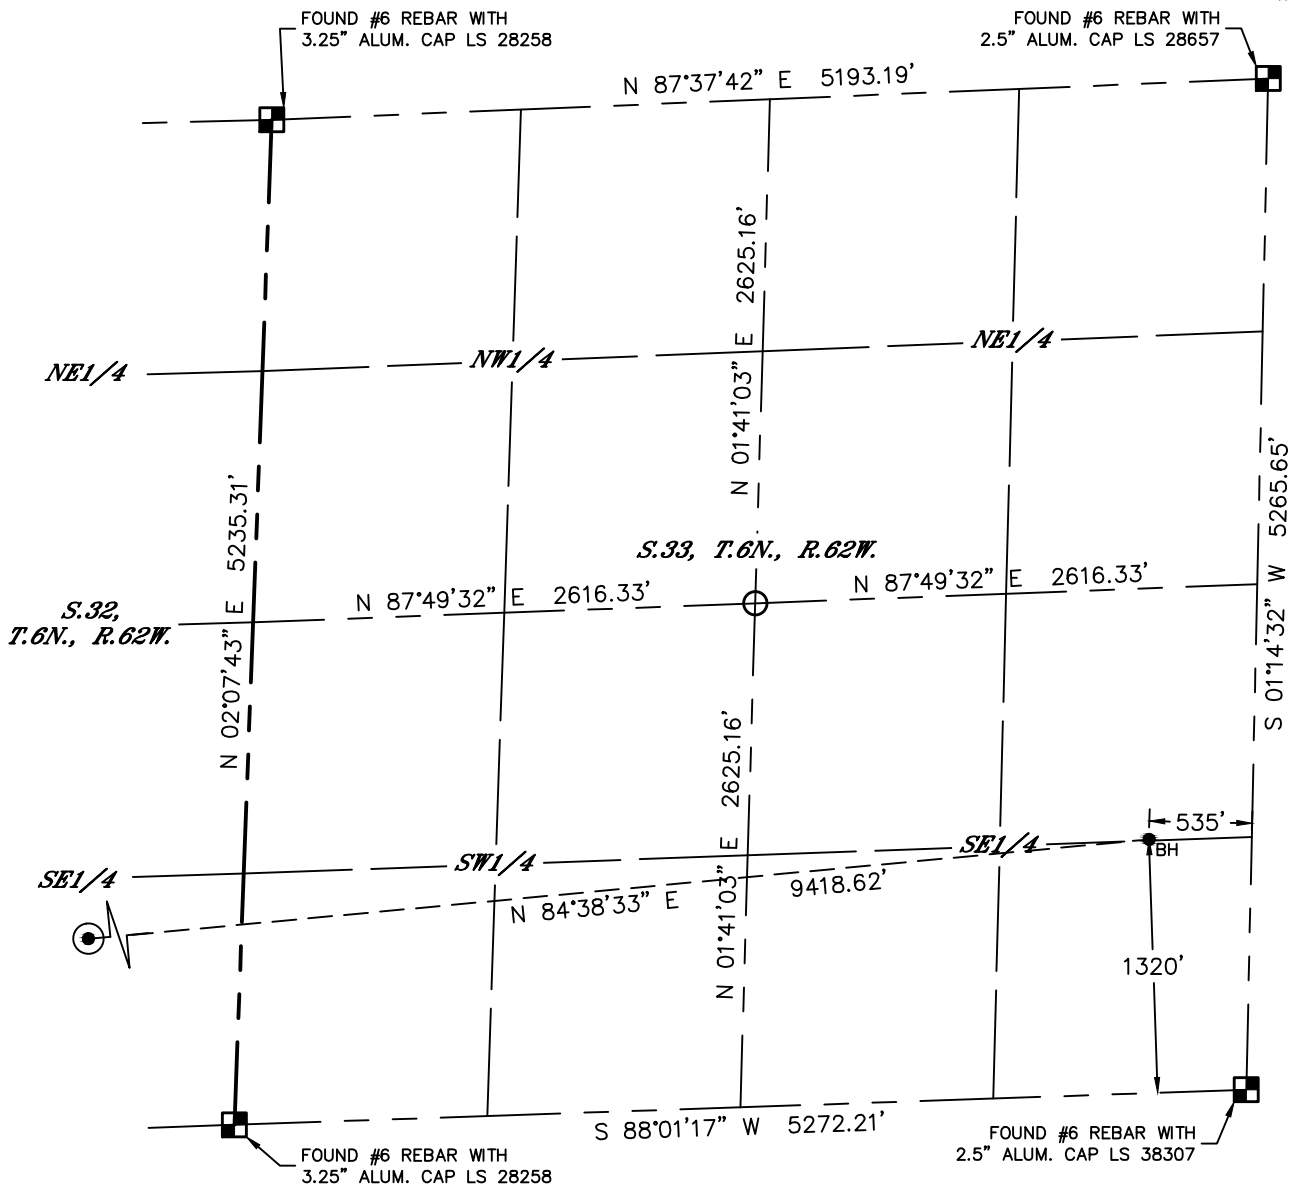 FOUND #6 REBAR WITH
3.25" ALUM. CAP LS 28258
FOUND #6 REBAR WITH
2.5" ALUM. CAP LS 28657
N 87°37'42" E 5193.19'
N 01°41'03" E 2625.16'
NE1/4
NW1/4
NE1/4
N 02°07'43" E 5235.31'
S 01°14'32" W 5265.65'
S.33, T.6N., R.62W.
N 87°49'32" E 2616.33'
N 87°49'32" E 2616.33'
S.32,
T.6N., R.62W.
N 01°41'03" E 2625.16'
535'
BH
SE1/4
SW1/4
SE1/4
N 84°38'33" E 9418.62'
1320'
S 88°01'17" W 5272.21'
FOUND #6 REBAR WITH
3.25" ALUM. CAP LS 28258
FOUND #6 REBAR WITH
2.5" ALUM. CAP LS 38307